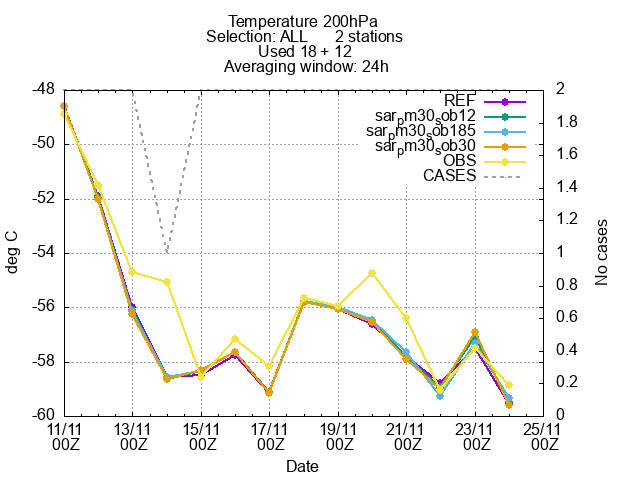 Temperature 200hPa
Selection: ALL 2 stations
Used 18 + 12
Averaging window: 24h
-48
-50
-52
-54
-56
-58
-60
deg C
2
1.8
1.6
1.4
1.2
1
0.8
0.6
0.4
0.2
0
No cases
REF
sarpm30sob12
sarpm30sob185
sarpm30sob30
OBS
CASES
11/11 13/11 15/11 17/11 19/11 21/11 23/11 25/11
00Z 00Z 00Z 00Z 00Z 00Z 00Z 00Z
Date